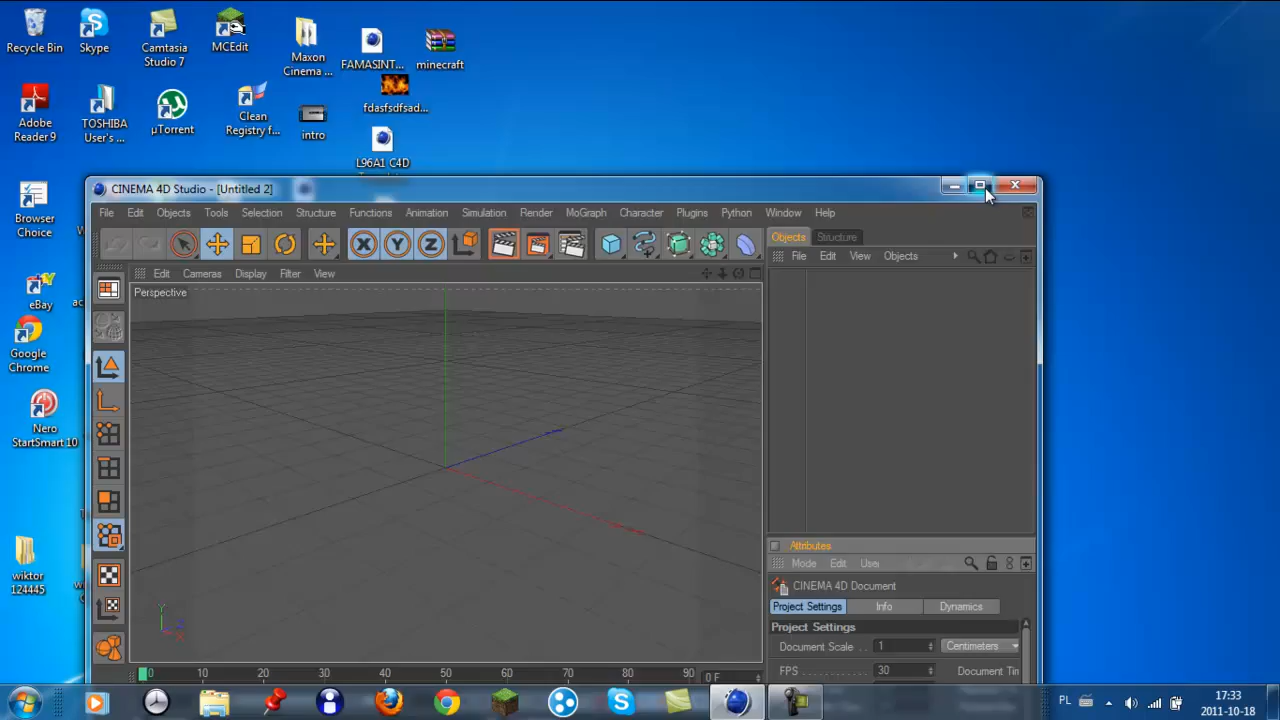 Recycle Bin
Skype
Camtasia
Studio 7
MCEdit
Maxon
Cinema ...
FAMASINT...
minecraft
fdasfsdfsad...
Adobe
Reader 9
TOSHIBA
User's ...
µTorrent
Clean
Registry f...
intro
L96A1 C4D
Browser
Choice
eBay
Google
Chrome
Nero
StartSmart 10
wiktor
124445
CINEMA 4D Studio - [Untitled 2]
File Edit Objects Tools Selection Structure Functions Animation Simulation Render MoGraph Character Plugins Python Window Help
X Y Z
Objects Structure
File Edit View Objects
Edit Cameras Display Filter View
Perspective
Y
Z
X
Attributes
Mode Edit User
CINEMA 4D Document
Project Settings Info Dynamics
Project Settings
Document Scale . . 1 Centimeters
FPS 30 Document Tim
0 10 20 30 40 50 60 70 80 90 0 F
PL
17:33
2011-10-18